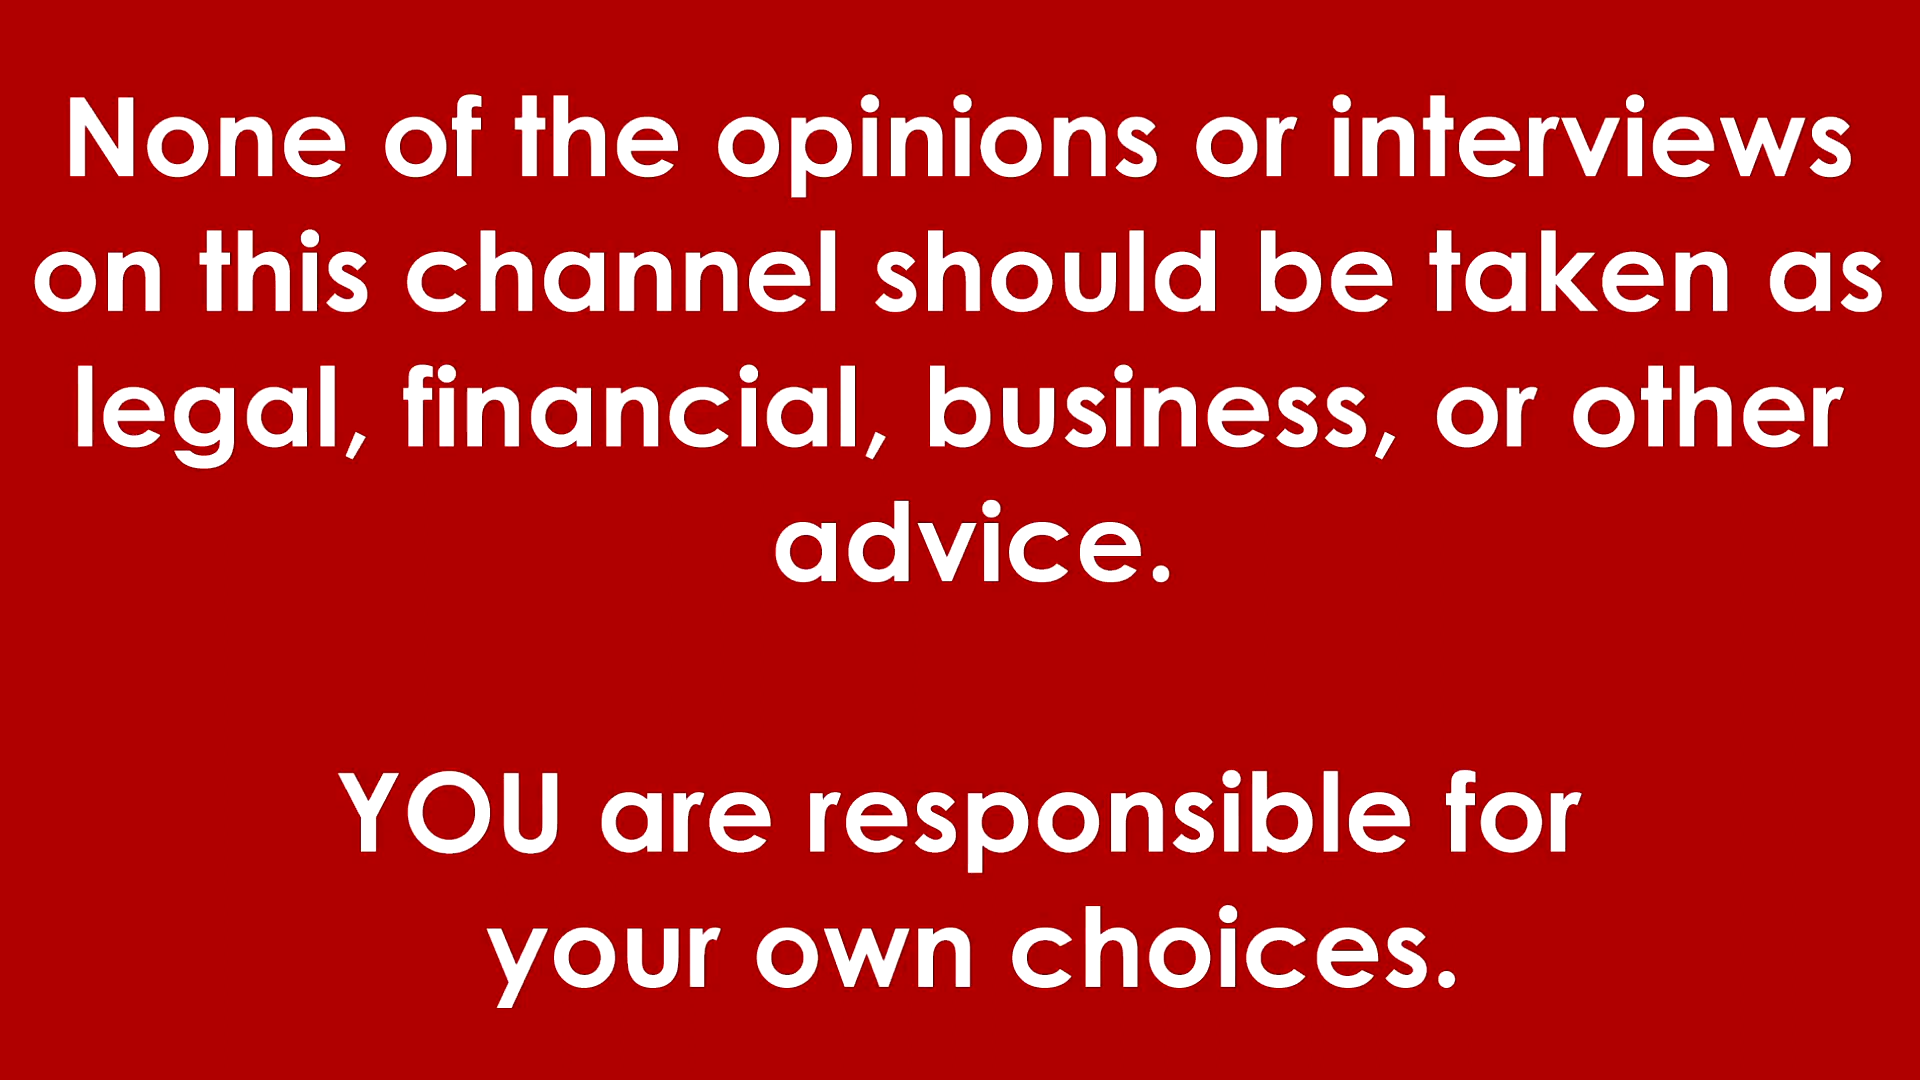 None of the opinions or interviews
on this channel should be taken as
legal, financial, business, or other
advice.
YOU are responsible for
your own choices.